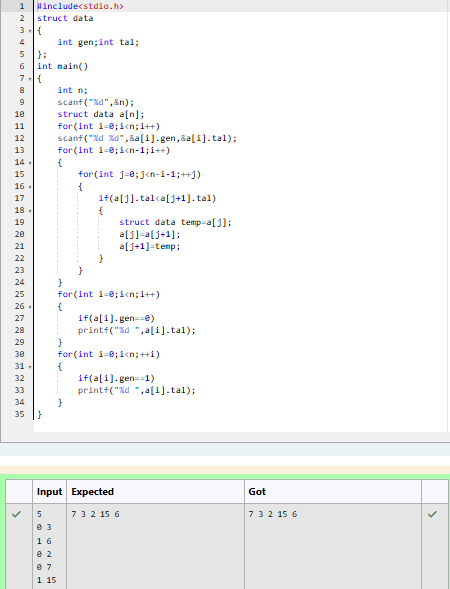 1 #include<stdio.h>
2 struct data
3 {
4 int gen;int tal;
5 };
6 int main()
7 {
8 int n;
9 scanf("%d",&n);
10 struct data a[n];
11 for(int i=0;i<n;i++)
12 scanf("%d %d",&a[i].gen,&a[i].tal);
13 for(int i=0;i<n-1;i++)
14 {
15 for(int j=0;j<n-i-1;++j)
16 {
17 if(a[j].tal<a[j+1].tal)
18 {
19 struct data temp=a[j];
20 a[j]=a[j+1];
21 a[j+1]=temp;
22 }
23 }
24 }
25 for(int i=0;i<n;i++)
26 {
27 if(a[i].gen==0)
28 printf("%d ",a[i].tal);
29 }
30 for(int i=0;i<n;++i)
31 {
32 if(a[i].gen==1)
33 printf("%d ",a[i].tal);
34 }
35 }
Input Expected Got
5 7 3 2 15 6 7 3 2 15 6
0 3
1 6
0 2
0 7
1 15